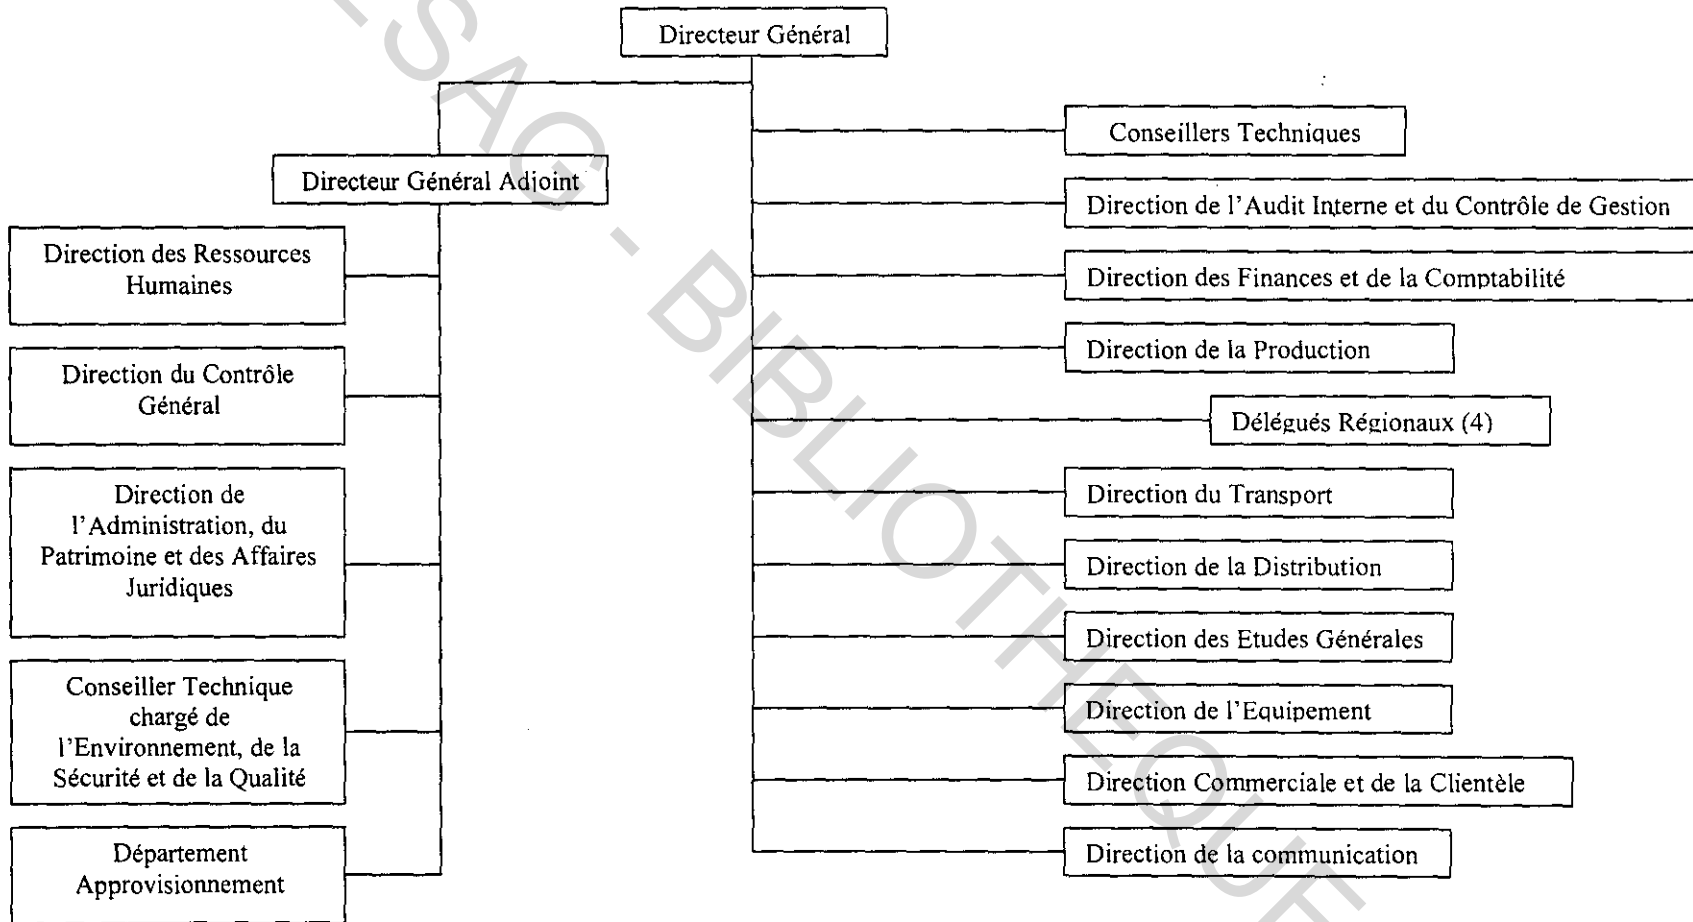 Directeur Général
Directeur Général Adjoint
Direction des Ressources
Humaines
Direction du Contrôle
Général
Direction de
l'Administration, du
Patrimoine et des Affaires
Juridiques
Conseiller Technique
chargé de
l'Environnement, de la
Sécurité et de la Qualité
Département
Approvisionnement
Conseillers Techniques
Direction de l'Audit Interne et du Contrôle de Gestion
Direction des Finances et de la Comptabilité
Direction de la Production
Délégués Régionaux (4)
Direction du Transport
Direction de la Distribution
Direction des Etudes Générales
Direction de l'Equipement
Direction Commerciale et de la Clientèle
Direction de la communication
SAG - BIBLIOTHEQUE